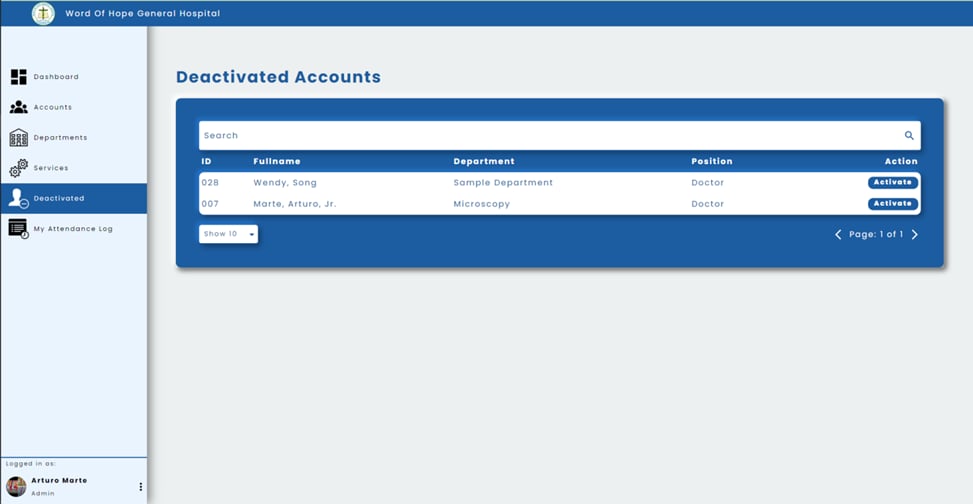 Word Of Hope General Hospital
Dashboard
Accounts
Departments
Services
Deactivated
My Attendance Log
Logged in as:
Arturo Marte
Admin
Deactivated Accounts
Search
ID Fullname Department Position Action
028 Wendy, Song Sample Department Doctor Activate
007 Marte, Arturo, Jr. Microscopy Doctor Activate
Show 10
Page: 1 of 1